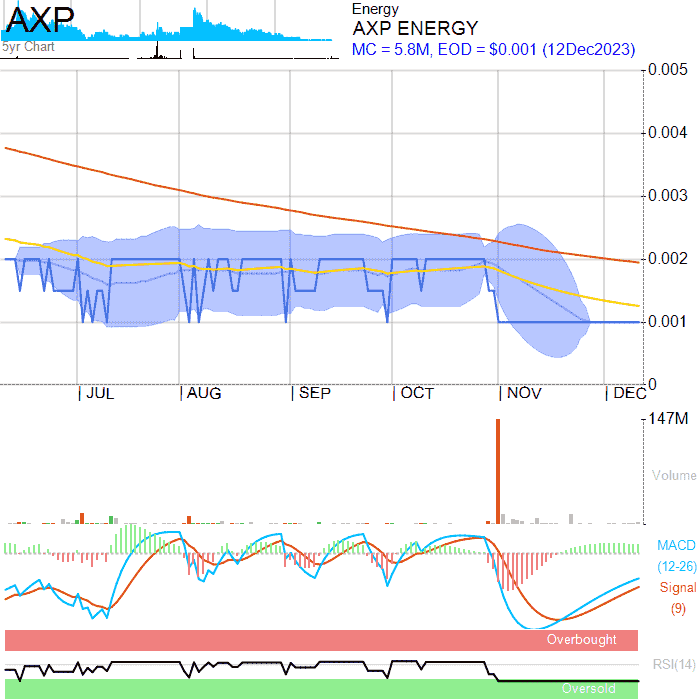 AXP
5yr Chart
Energy
AXP ENERGY
MC = 5.8M, EOD = $0.001 (12Dec2023)
0.005
0.004
0.003
0.002
0.001
0
JUL AUG SEP OCT NOV DEC
147M
Volume
MACD
(12-26)
Signal
(9)
Overbought
RSI(14)
Oversold